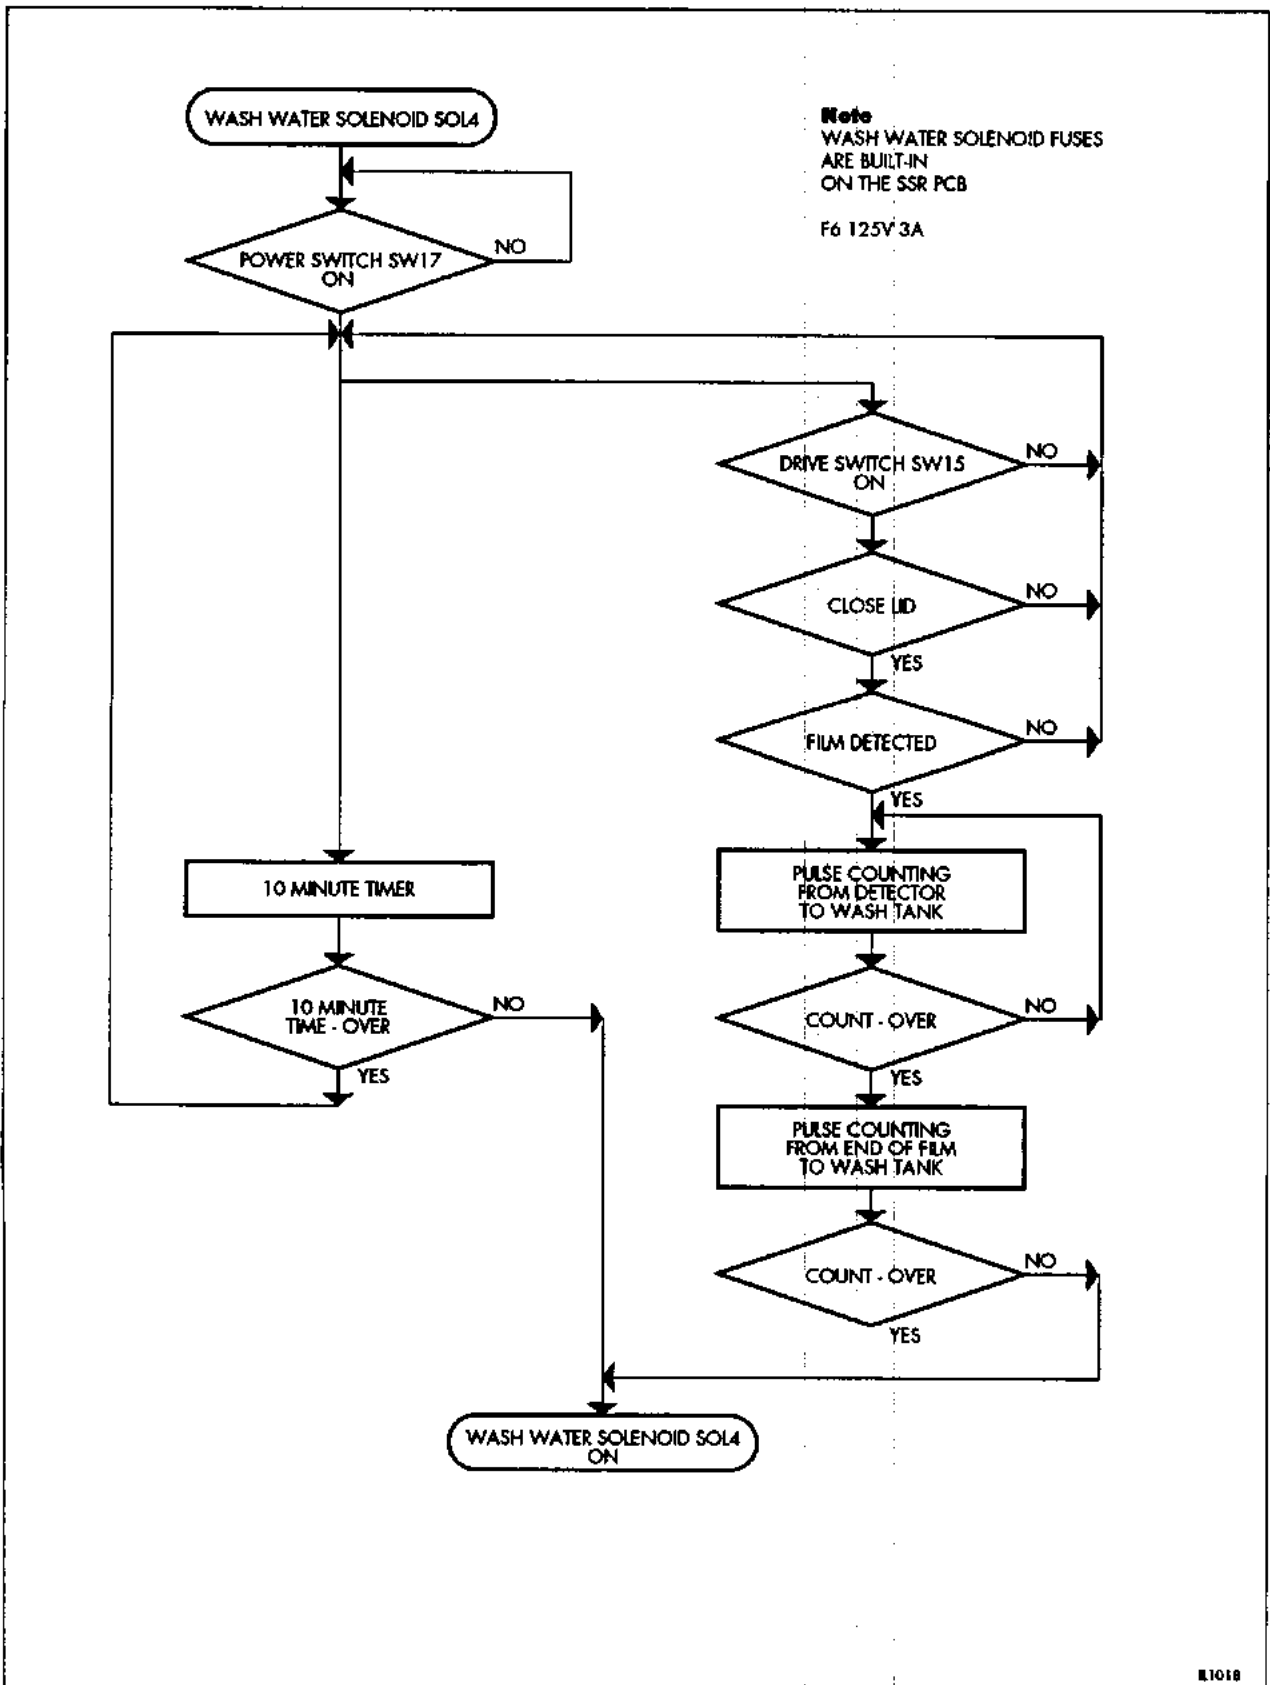 WASH WATER SOLENOID SOL4
Note
WASH WATER SOLENOID FUSES
ARE BUILT-IN
ON THE SSR PCB
F6 125V 3A
POWER SWITCH SW17
ON
NO
DRIVE SWITCH SW15
ON
NO
CLOSE LID
NO
YES
FILM DETECTED
NO
YES
10 MINUTE TIMER
PULSE COUNTING
FROM DETECTOR
TO WASH TANK
10 MINUTE
TIME - OVER
NO
YES
COUNT - OVER
NO
YES
PULSE COUNTING
FROM END OF FILM
TO WASH TANK
COUNT - OVER
NO
YES
WASH WATER SOLENOID SOL4
ON